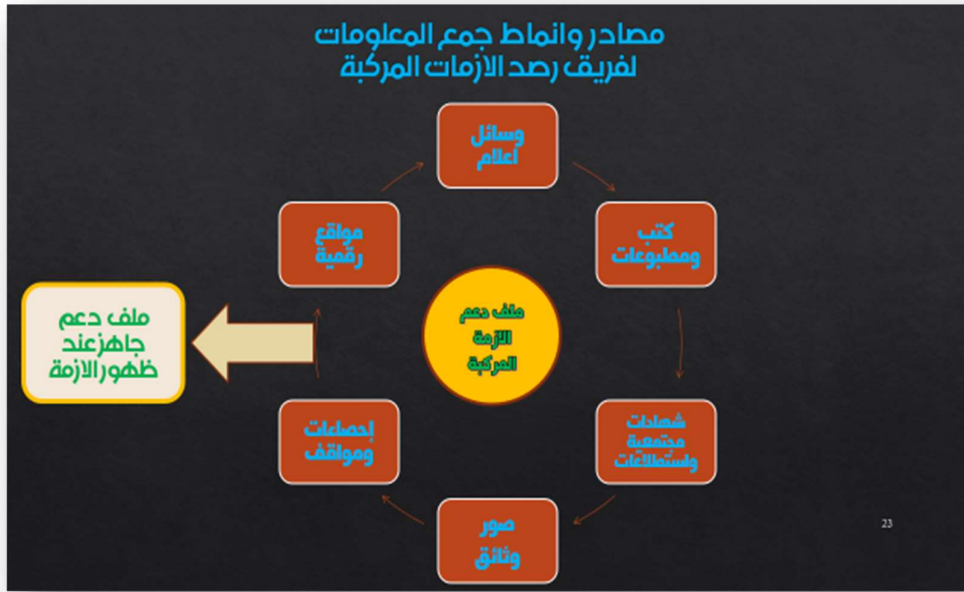 مصادر وانماط جمع المعلومات
لفريق رصد الازمات المركبة
وسائل
اعلام
كتب
ومطبوعات
شهادات
مجتمعية
واستطلاعات
صور
وثائق
إحصاءات
ومواقف
مواقع
رقمية
ملف دعم
الازمة
المركبة
ملف دعم
جاهزعند
ظهورالازمة
23